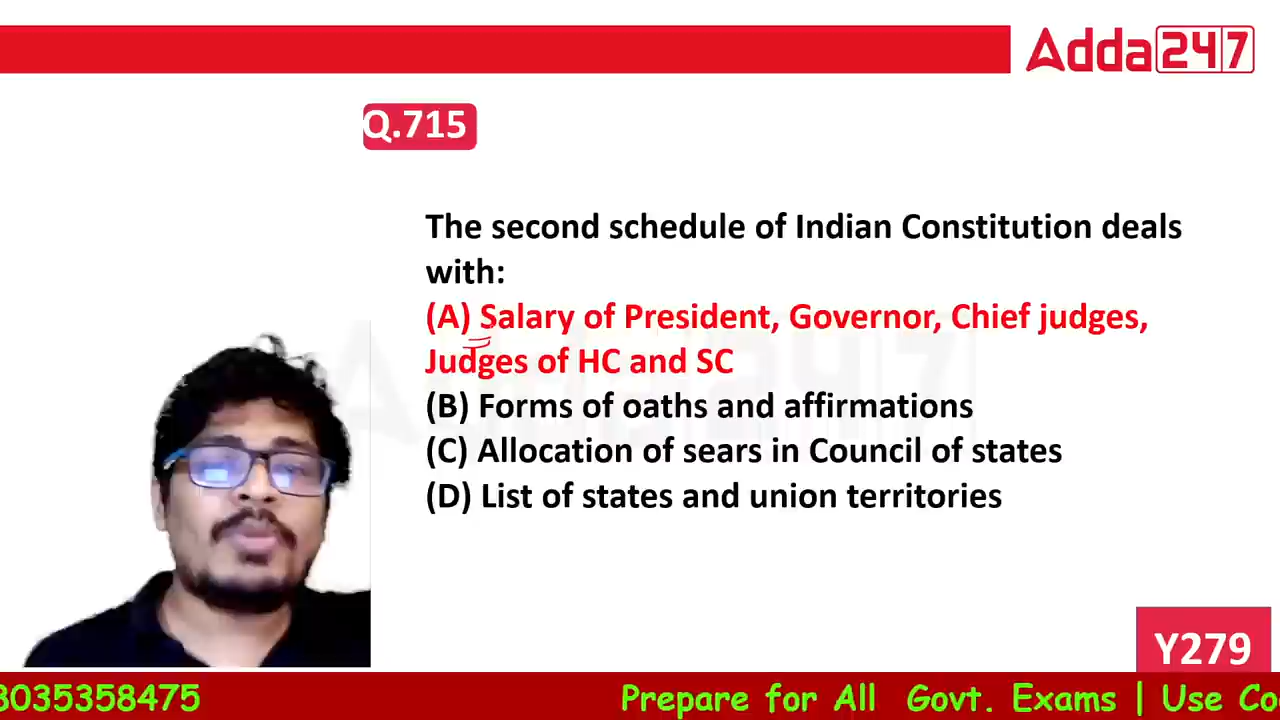 Adda247
Q.715
The second schedule of Indian Constitution deals
with:
(A) Salary of President, Governor, Chief judges,
Judges of HC and SC
(B) Forms of oaths and affirmations
(C) Allocation of sears in Council of states
(D) List of states and union territories
Y279
8035358475 Prepare for All Govt. Exams | Use Co